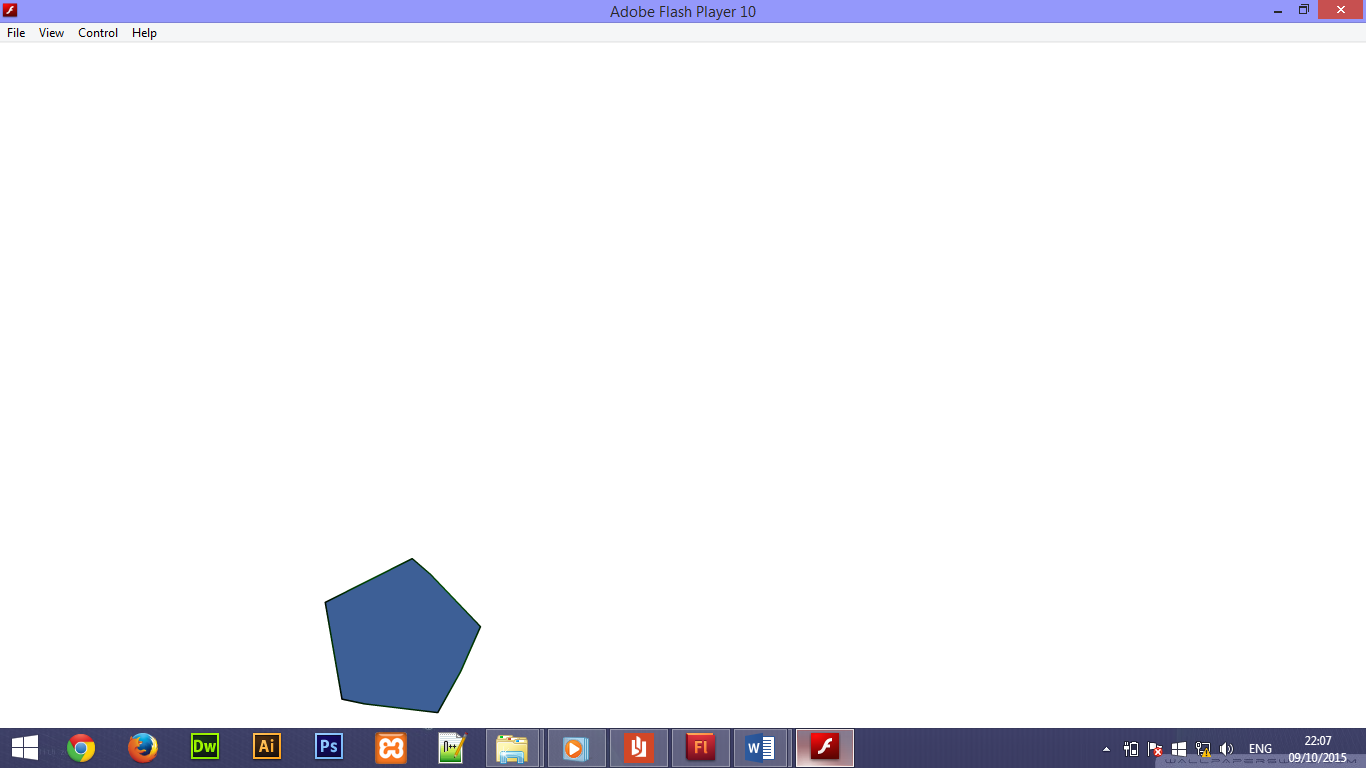 Adobe Flash Player 10
File View Control Help
Dw Ai Ps Fl W ENG 22:07
09/10/2015